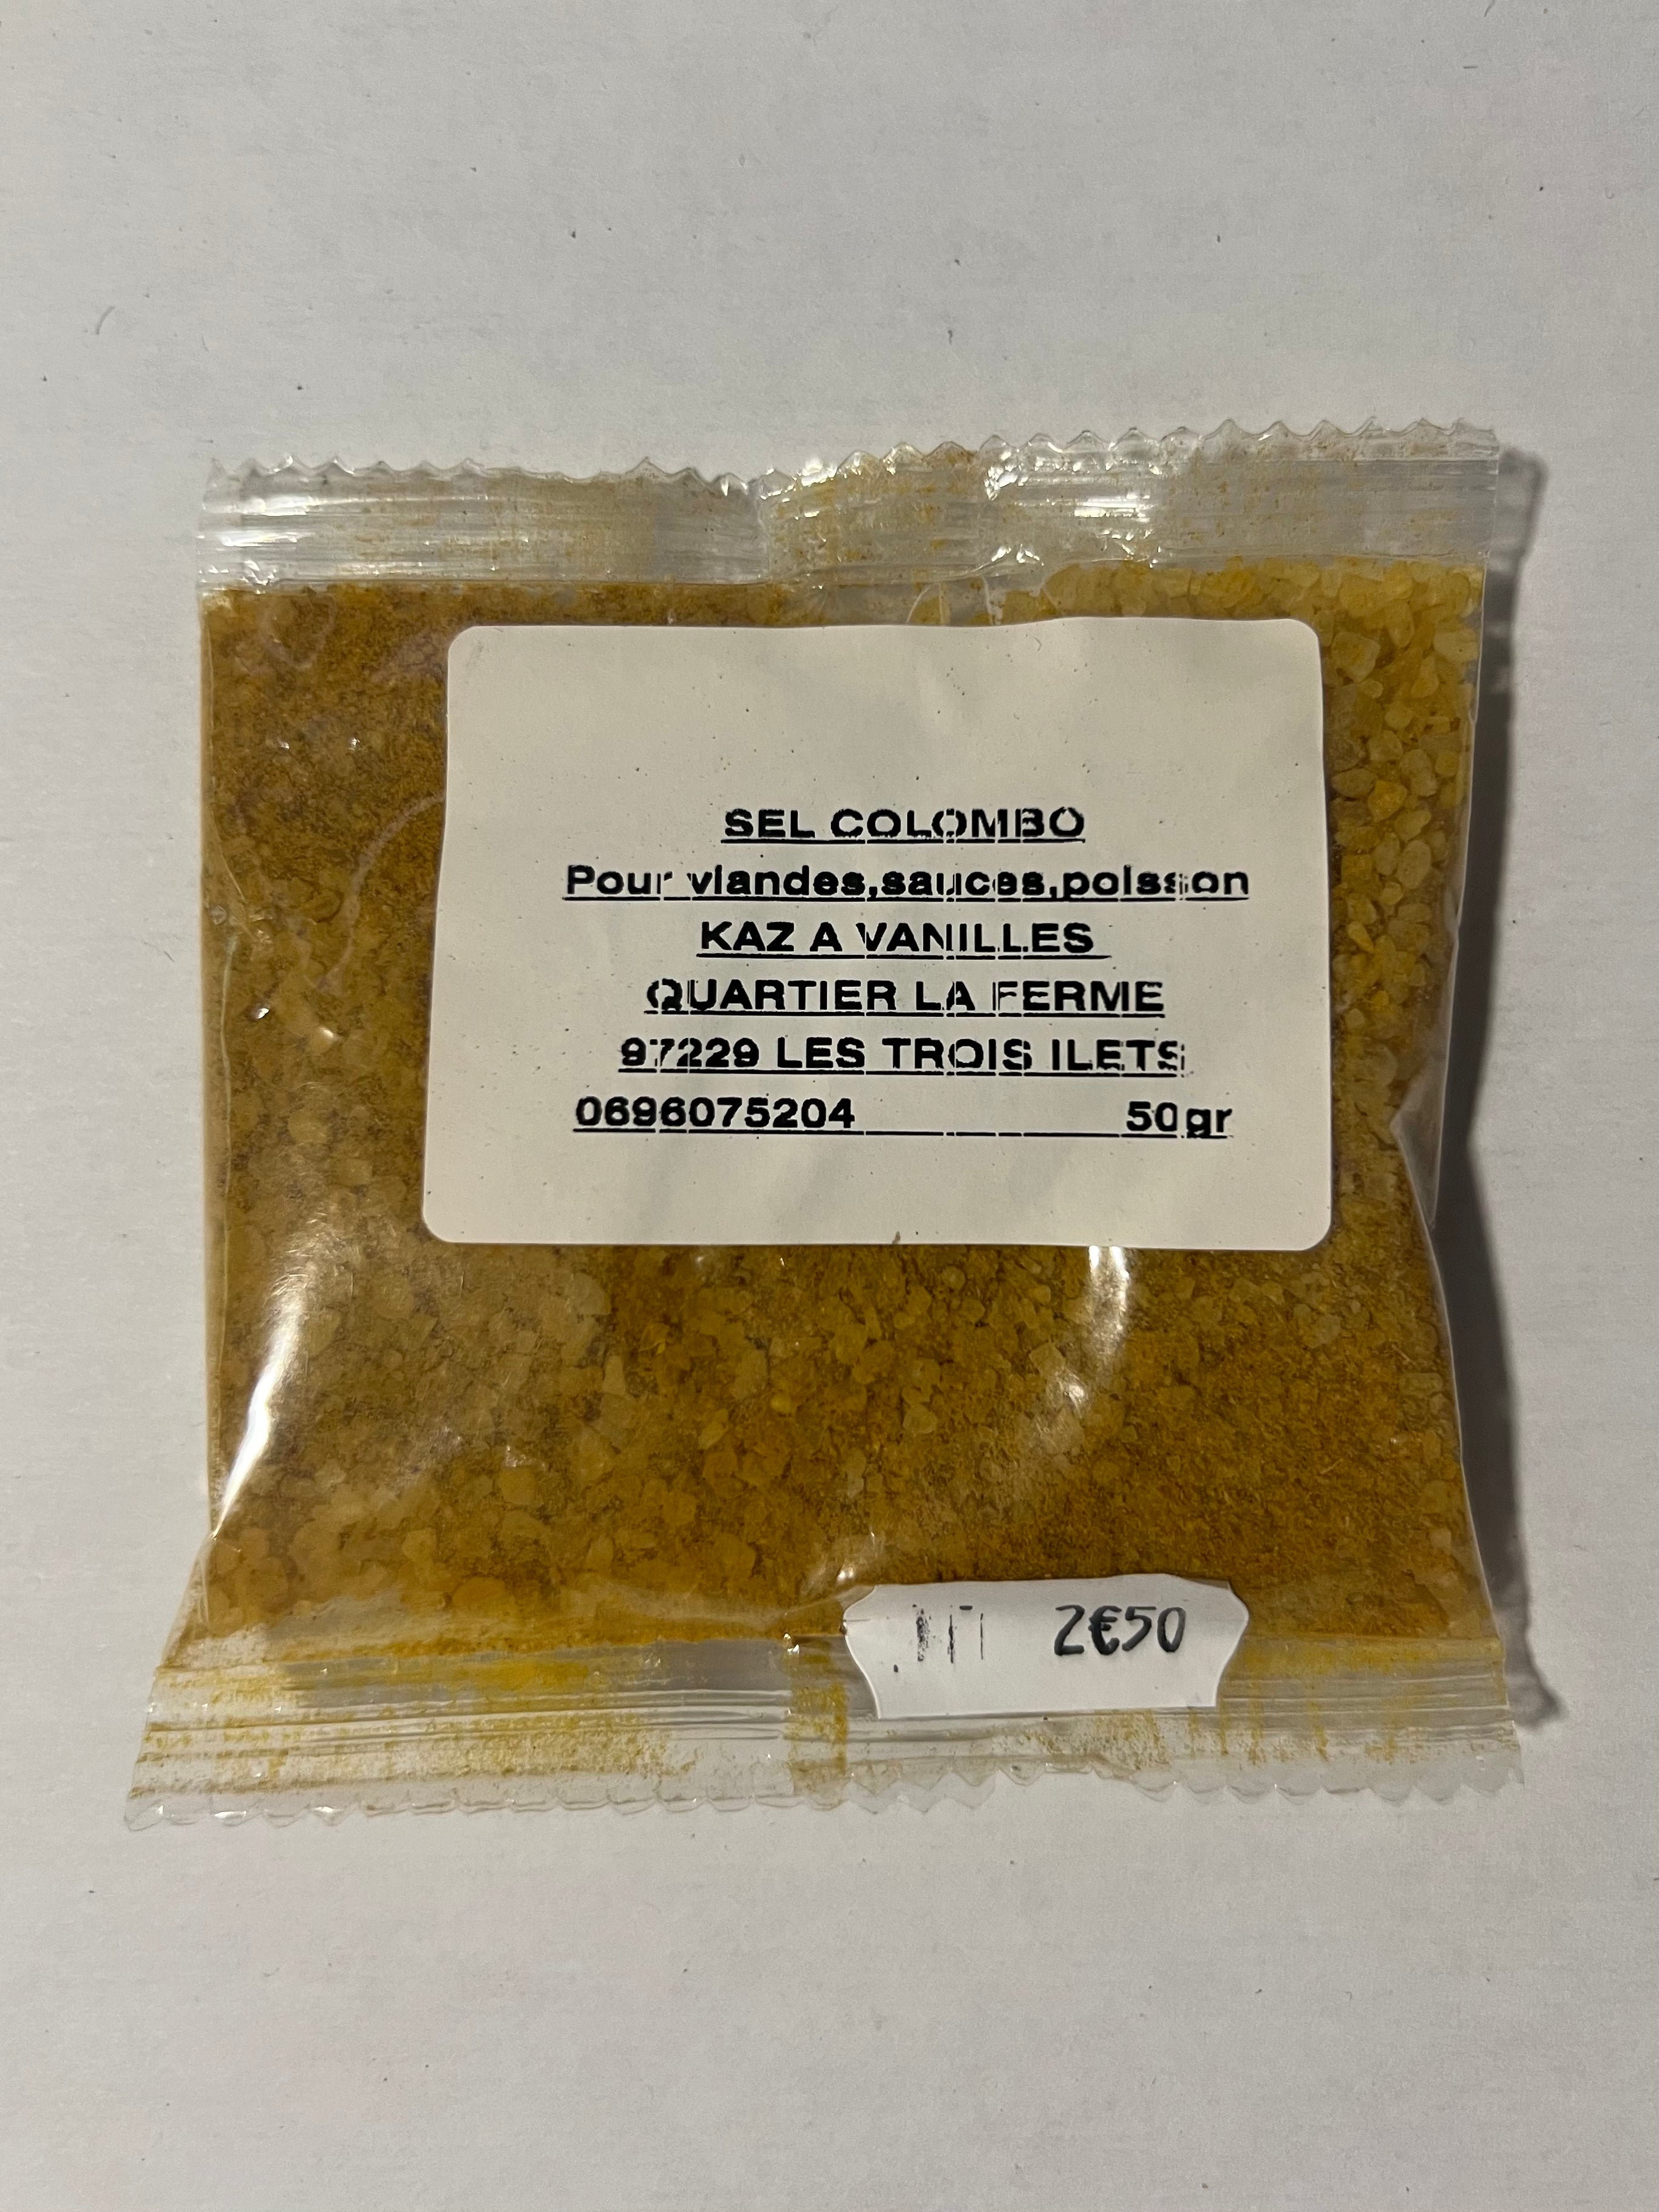 SEL COLOMBO
Pour viandes,sauces,poisson
KAZ A VANILLES
QUARTIER LA FERME
97229 LES TROIS ILETS
0696075204 50gr
2€50